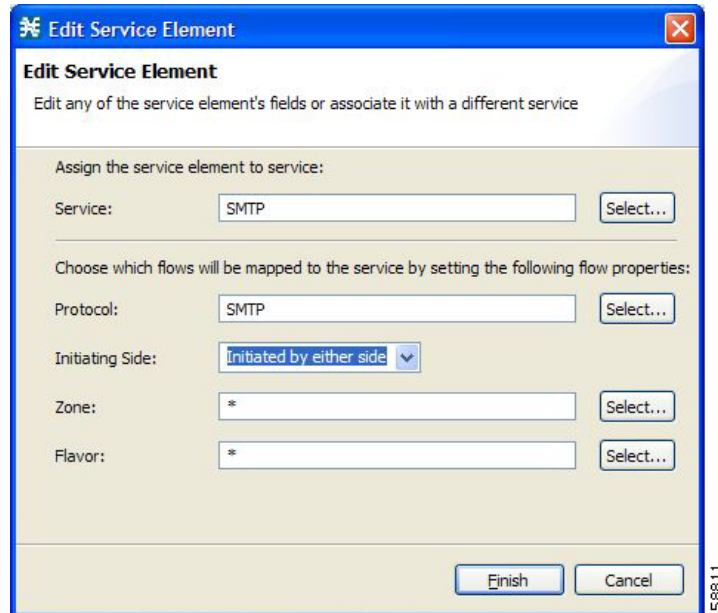 Edit Service Element
Edit Service Element
Edit any of the service element's fields or associate it with a different service
Assign the service element to service:
Service: SMTP Select...
Choose which flows will be mapped to the service by setting the following flow properties:
Protocol: SMTP Select...
Initiating Side: Initiated by either side
Zone: * Select...
Flavor: * Select...
Finish Cancel